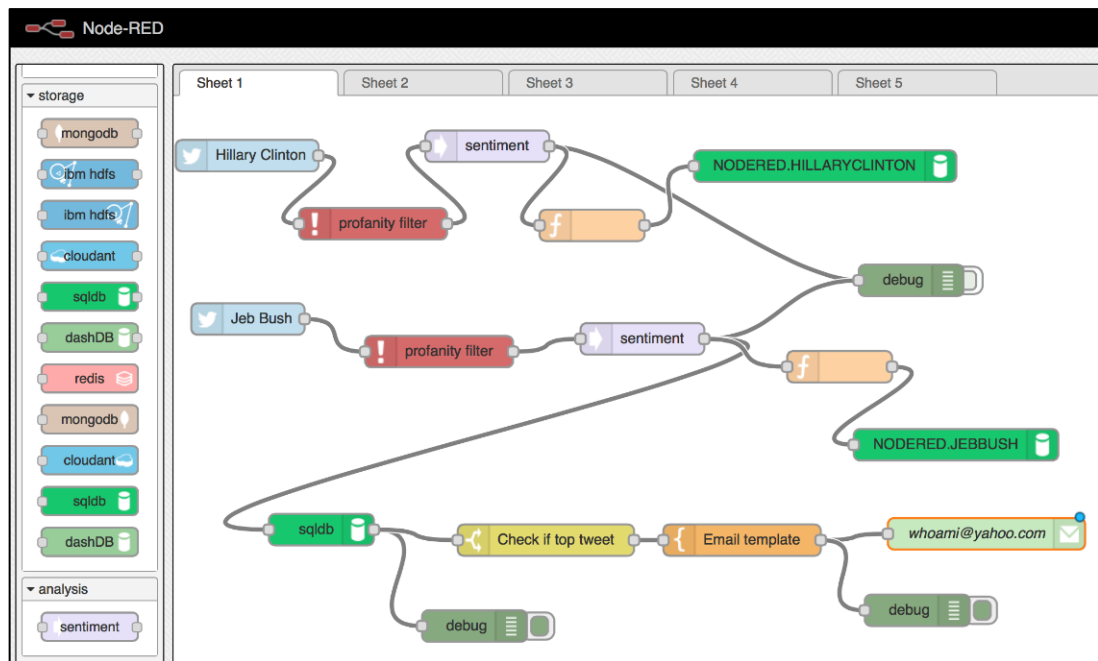 Node-RED
Sheet 1
Sheet 2
Sheet 3
Sheet 4
Sheet 5
storage
mongodb
ibm hdfs
ibm hdfs
cloudant
sqldb
dashDB
redis
mongodb
cloudant
sqldb
dashDB
analysis
sentiment
Hillary Clinton
profanity filter
sentiment
f
NODERED.HILLARYCLINTON
debug
Jeb Bush
profanity filter
sentiment
f
NODERED.JEBBUSH
sqldb
Check if top tweet
Email template
whoami@yahoo.com
debug
debug